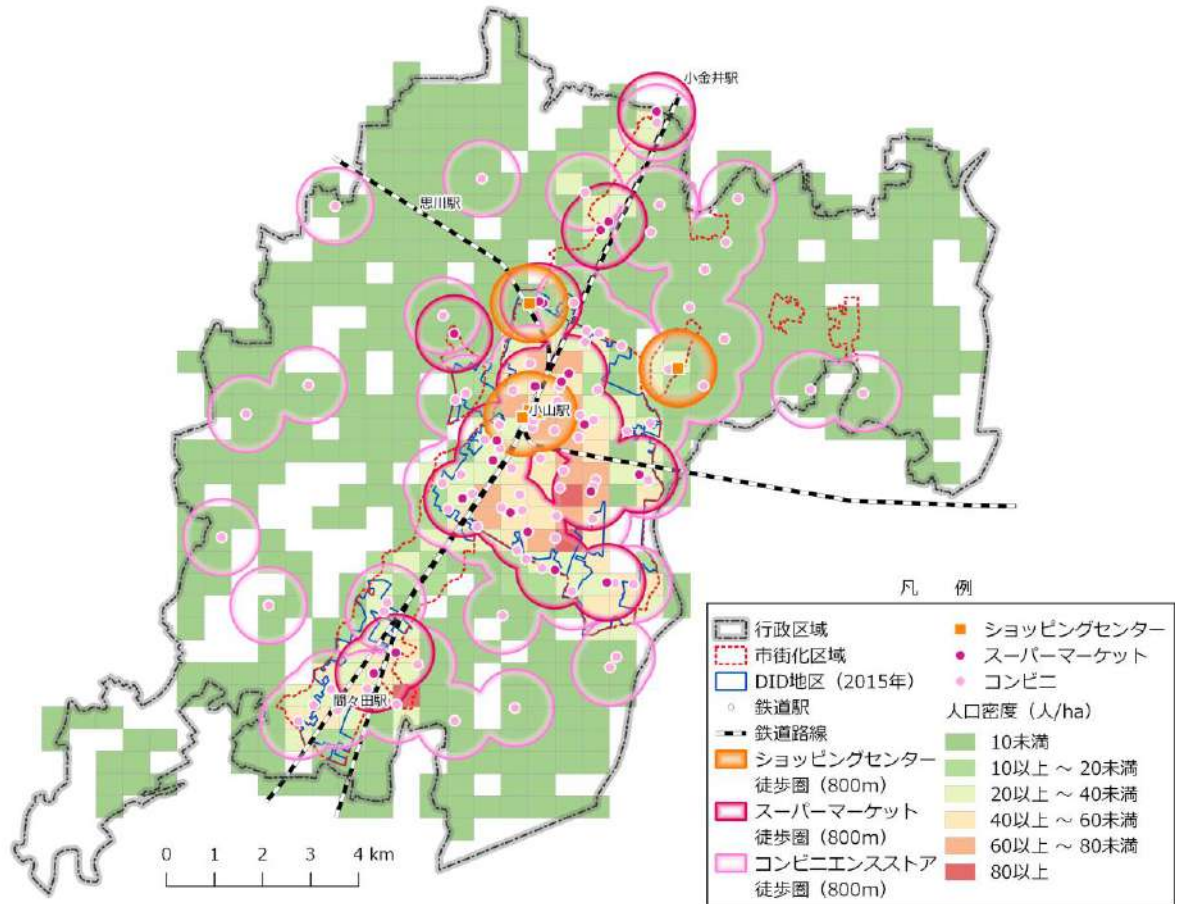 小金井駅
思川駅
小山駅
間々田駅
0 1 2 3 4 km
凡 例
行政区域
市街化区域
DID地区（2015年）
鉄道駅
鉄道路線
ショッピングセンター
徒歩圏（800m）
スーパーマーケット
徒歩圏（800m）
コンビニエンスストア
徒歩圏（800m）
ショッピングセンター
スーパーマーケット
コンビニ
人口密度（人/ha）
10未満
10以上 ～ 20未満
20以上 ～ 40未満
40以上 ～ 60未満
60以上 ～ 80未満
80以上